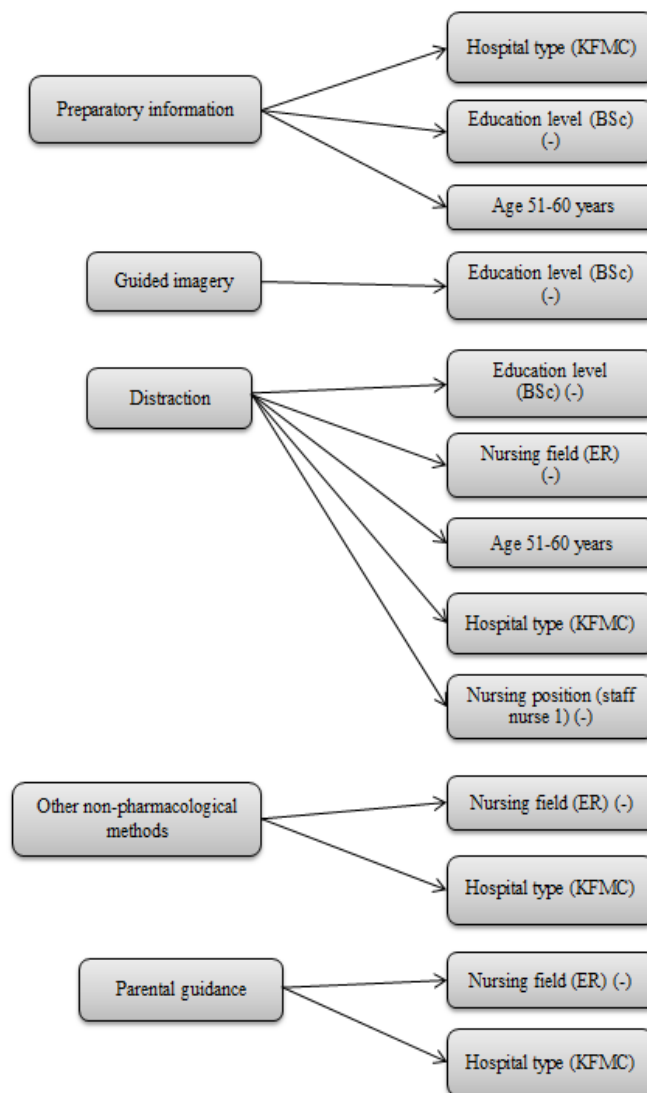 Preparatory information
Hospital type (KFMC)
Education level (BSc)
(-)
Age 51-60 years
Guided imagery
Education level (BSc)
(-)
Distraction
Education level
(BSc) (-)
Nursing field (ER)
(-)
Age 51-60 years
Hospital type (KFMC)
Nursing position (staff
nurse 1) (-)
Other non-pharmacological
methods
Nursing field (ER) (-)
Hospital type (KFMC)
Parental guidance
Nursing field (ER) (-)
Hospital type (KFMC)